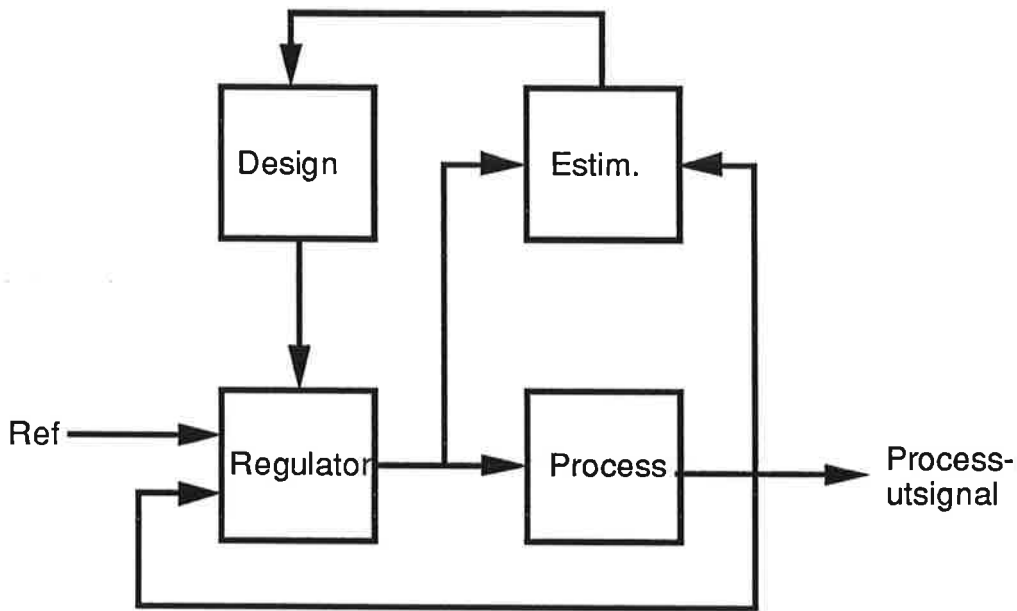 Design
Estim.
Ref
Regulator
Process
Process-
utsignal